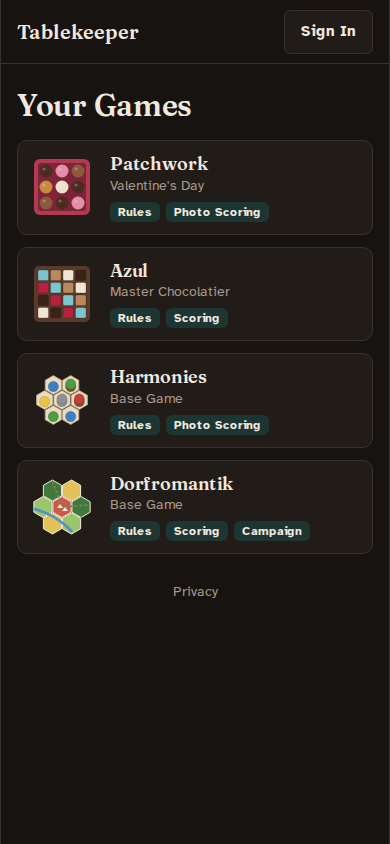 Tablekeeper
Sign In
Your Games
Patchwork
Valentine's Day
Rules
Photo Scoring
Azul
Master Chocolatier
Rules
Scoring
Harmonies
Base Game
Rules
Photo Scoring
Dorfromantik
Base Game
Rules
Scoring
Campaign
Privacy